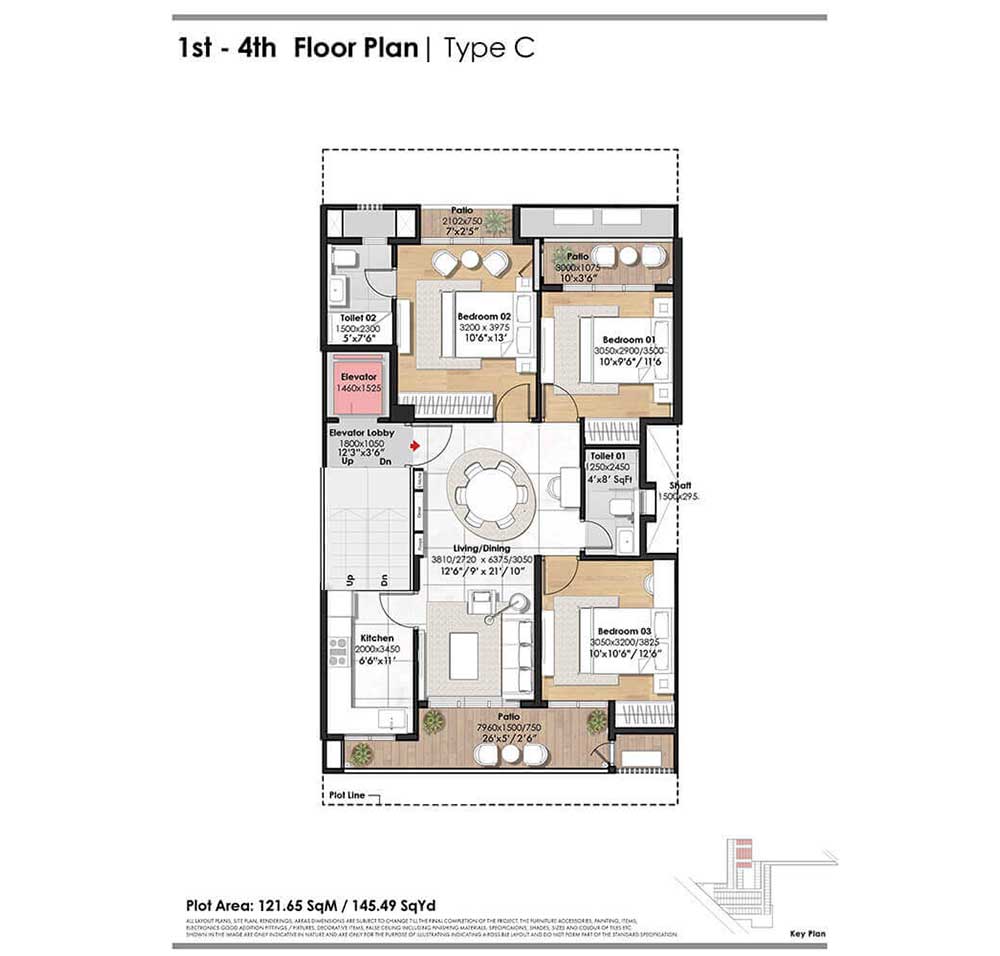 1st - 4th Floor Plan | Type C
Patio
2102x750
7'x2'5"
Patio
3000x1075
10'x3'6"
Toilet 02
1500x2300
5'x7'6"
Bedroom 02
3200 x 3975
10'6"x13'
Bedroom 01
3050x2900/3500
10'x9'6"/11'6
Elevator
1460x1525
Elevator Lobby
1800x1050
12'3"x3'6"
Up Dn
Toilet 01
1250x2450
4'x8' SqFt
Shaft
1500x295
Living/Dining
3810/2720 x 6375/3050
12'6"/9' x 21'/10"
Up Dn
Kitchen
2000x3450
6'6"x11'
Bedroom 03
3050x3200/3825
10'x10'6"/12'6"
Patio
7960x1500/750
26'x5'/2'6"
Plot Line
Plot Area: 121.65 SqM / 145.49 SqYd
ALL LAYOUT PLANS, SITE PLAN, RENDERINGS, AREAS DIMENSIONS ARE SUBJECT TO CHANGE TILL THE FINAL COMPLETION OF THE PROJECT. THE FURNITURE ACCESSORIES, PAINTING, ITEMS,
ELECTRONICS GOOD ADDITION FITTINGS / FIXTURES, DECORATIVE ITEMS, FALSE CEILING INCLUDING FINISHING MATERIALS, SPECIFICAIONS, SHADES, SIZES AND COLOUR OF TILES ETC.
SHOWN IN THE IMAGE ARE ONLY INDICATIVE IN NATURE AND ARE ONLY FOR THE PURPOSE OF ILLUSTRATING INDICATING A POSSIBLE LAYOUT AND DO NOT FORM PART OF THE STANDARD SPECIFICATION.
Key Plan